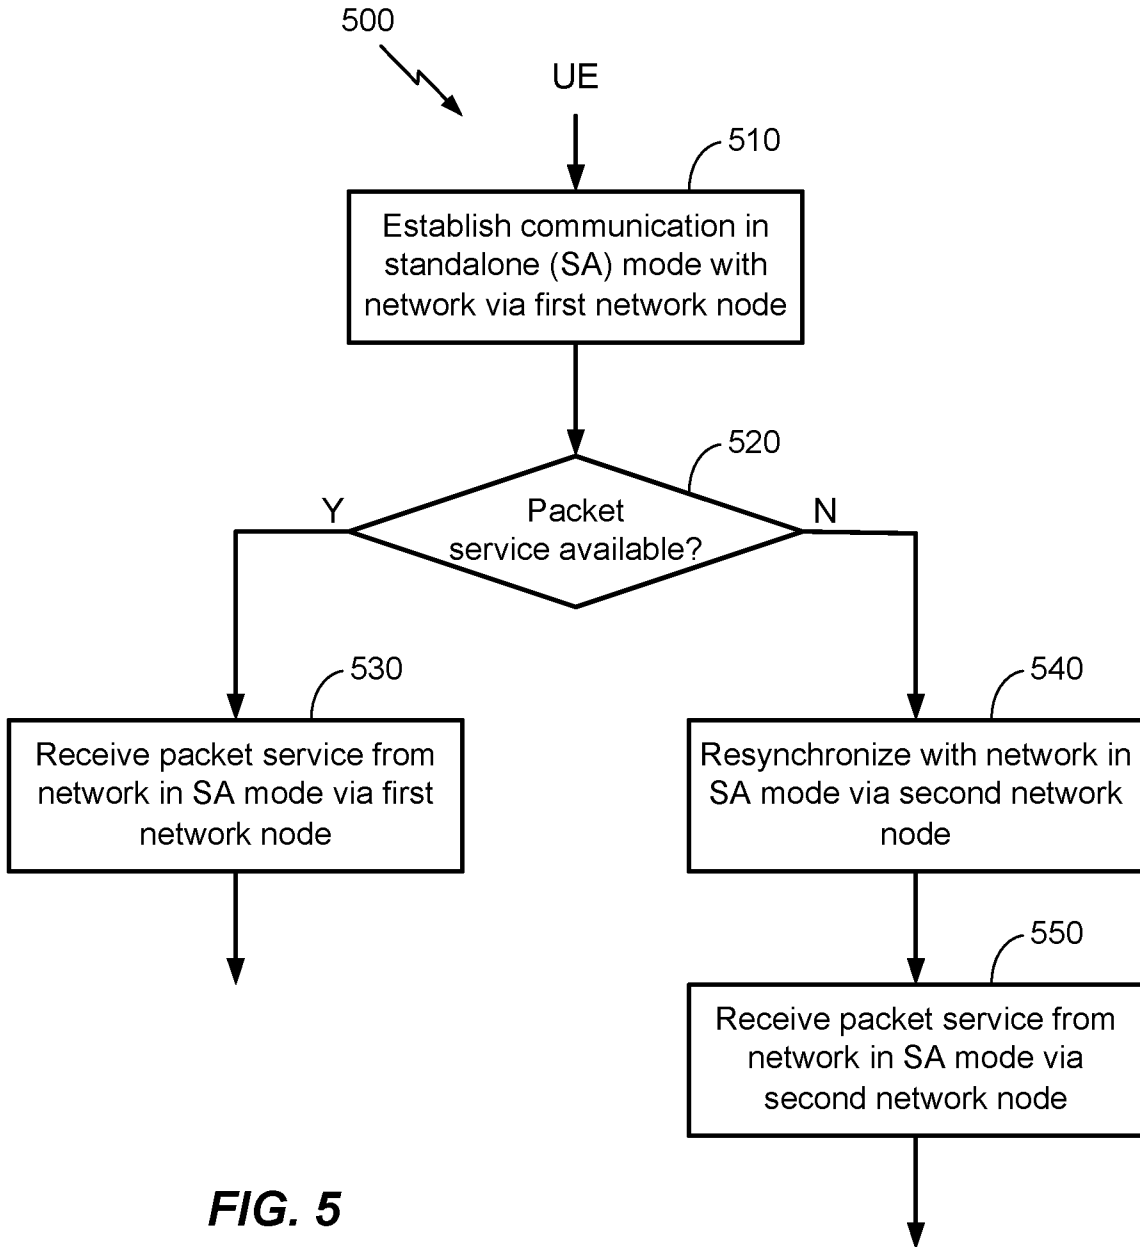 500
UE
510
Establish communication in
standalone (SA) mode with
network via first network node
520
Y
N
Packet
service available?
530
Receive packet service from
network in SA mode via first
network node
540
Resynchronize with network in
SA mode via second network
node
550
Receive packet service from
network in SA mode via
second network node
FIG. 5